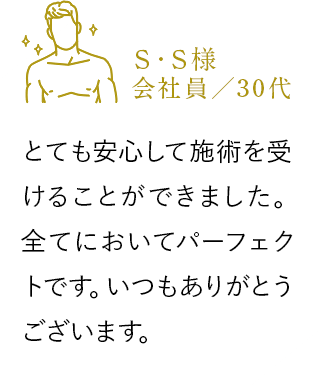 S・S様
会社員／30代
とても安心して施術を受
けることができました。
全てにおいてパーフェク
トです。いつもありがとう
ございます。